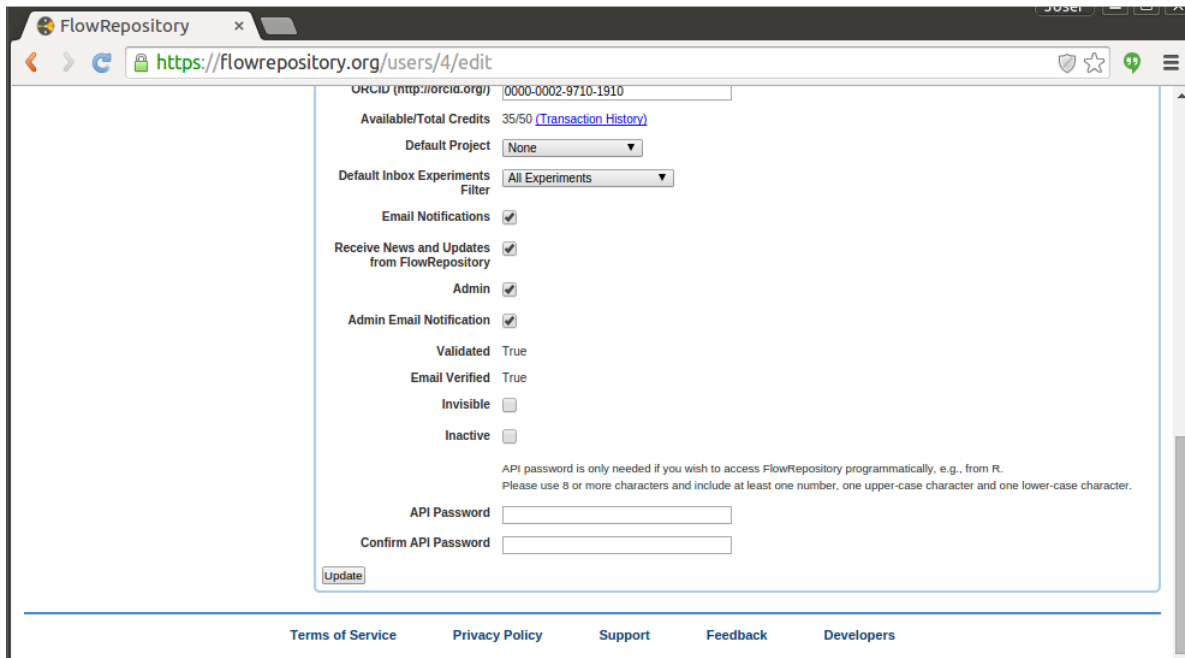 Josef
FlowRepository ×
https://flowrepository.org/users/4/edit
ORCID (http://orcid.org/) 0000-0002-9710-1910
Available/Total Credits 35/50 (Transaction History)
Default Project None
Default Inbox Experiments Filter All Experiments
Email Notifications
Receive News and Updates from FlowRepository
Admin
Admin Email Notification
Validated True
Email Verified True
Invisible
Inactive
API password is only needed if you wish to access FlowRepository programmatically, e.g., from R.
Please use 8 or more characters and include at least one number, one upper-case character and one lower-case character.
API Password
Confirm API Password
Update
Terms of Service Privacy Policy Support Feedback Developers